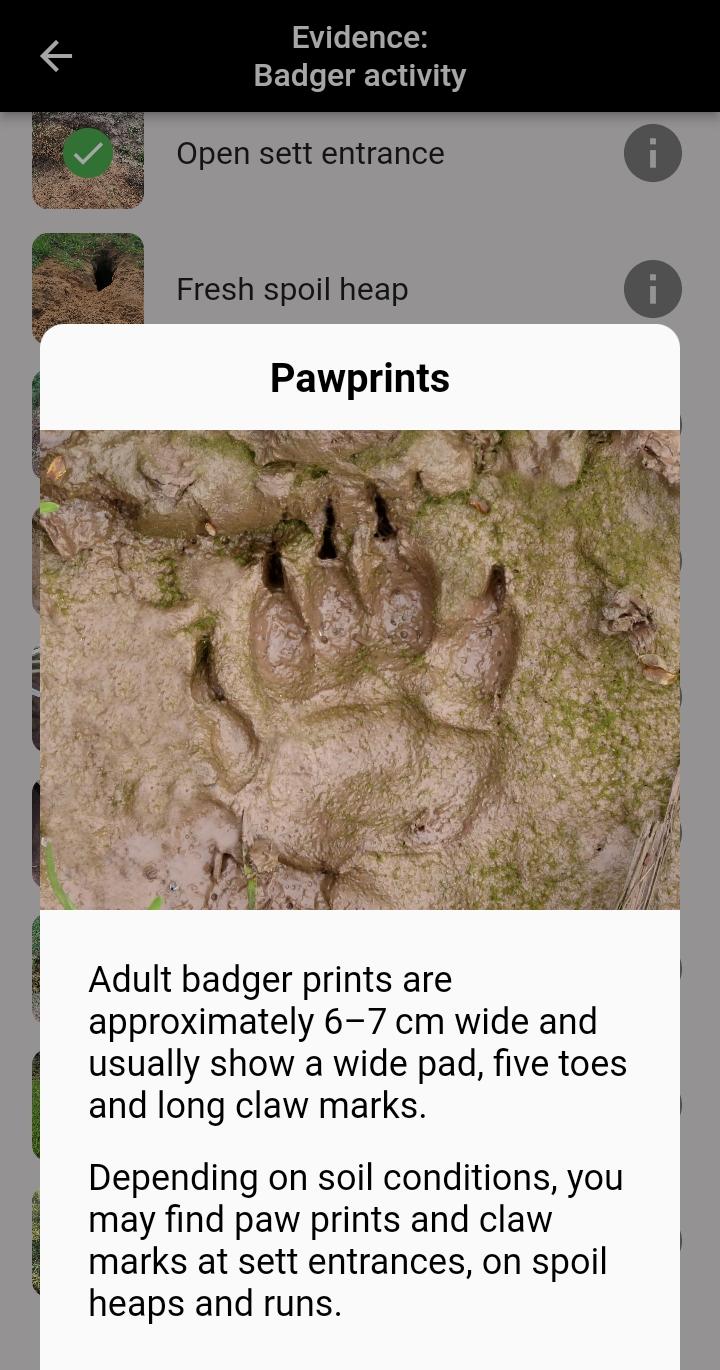 Evidence:
Badger activity
Open sett entrance
Fresh spoil heap
Pawprints
Adult badger prints are
approximately 6–7 cm wide and
usually show a wide pad, five toes
and long claw marks.
Depending on soil conditions, you
may find paw prints and claw
marks at sett entrances, on spoil
heaps and runs.